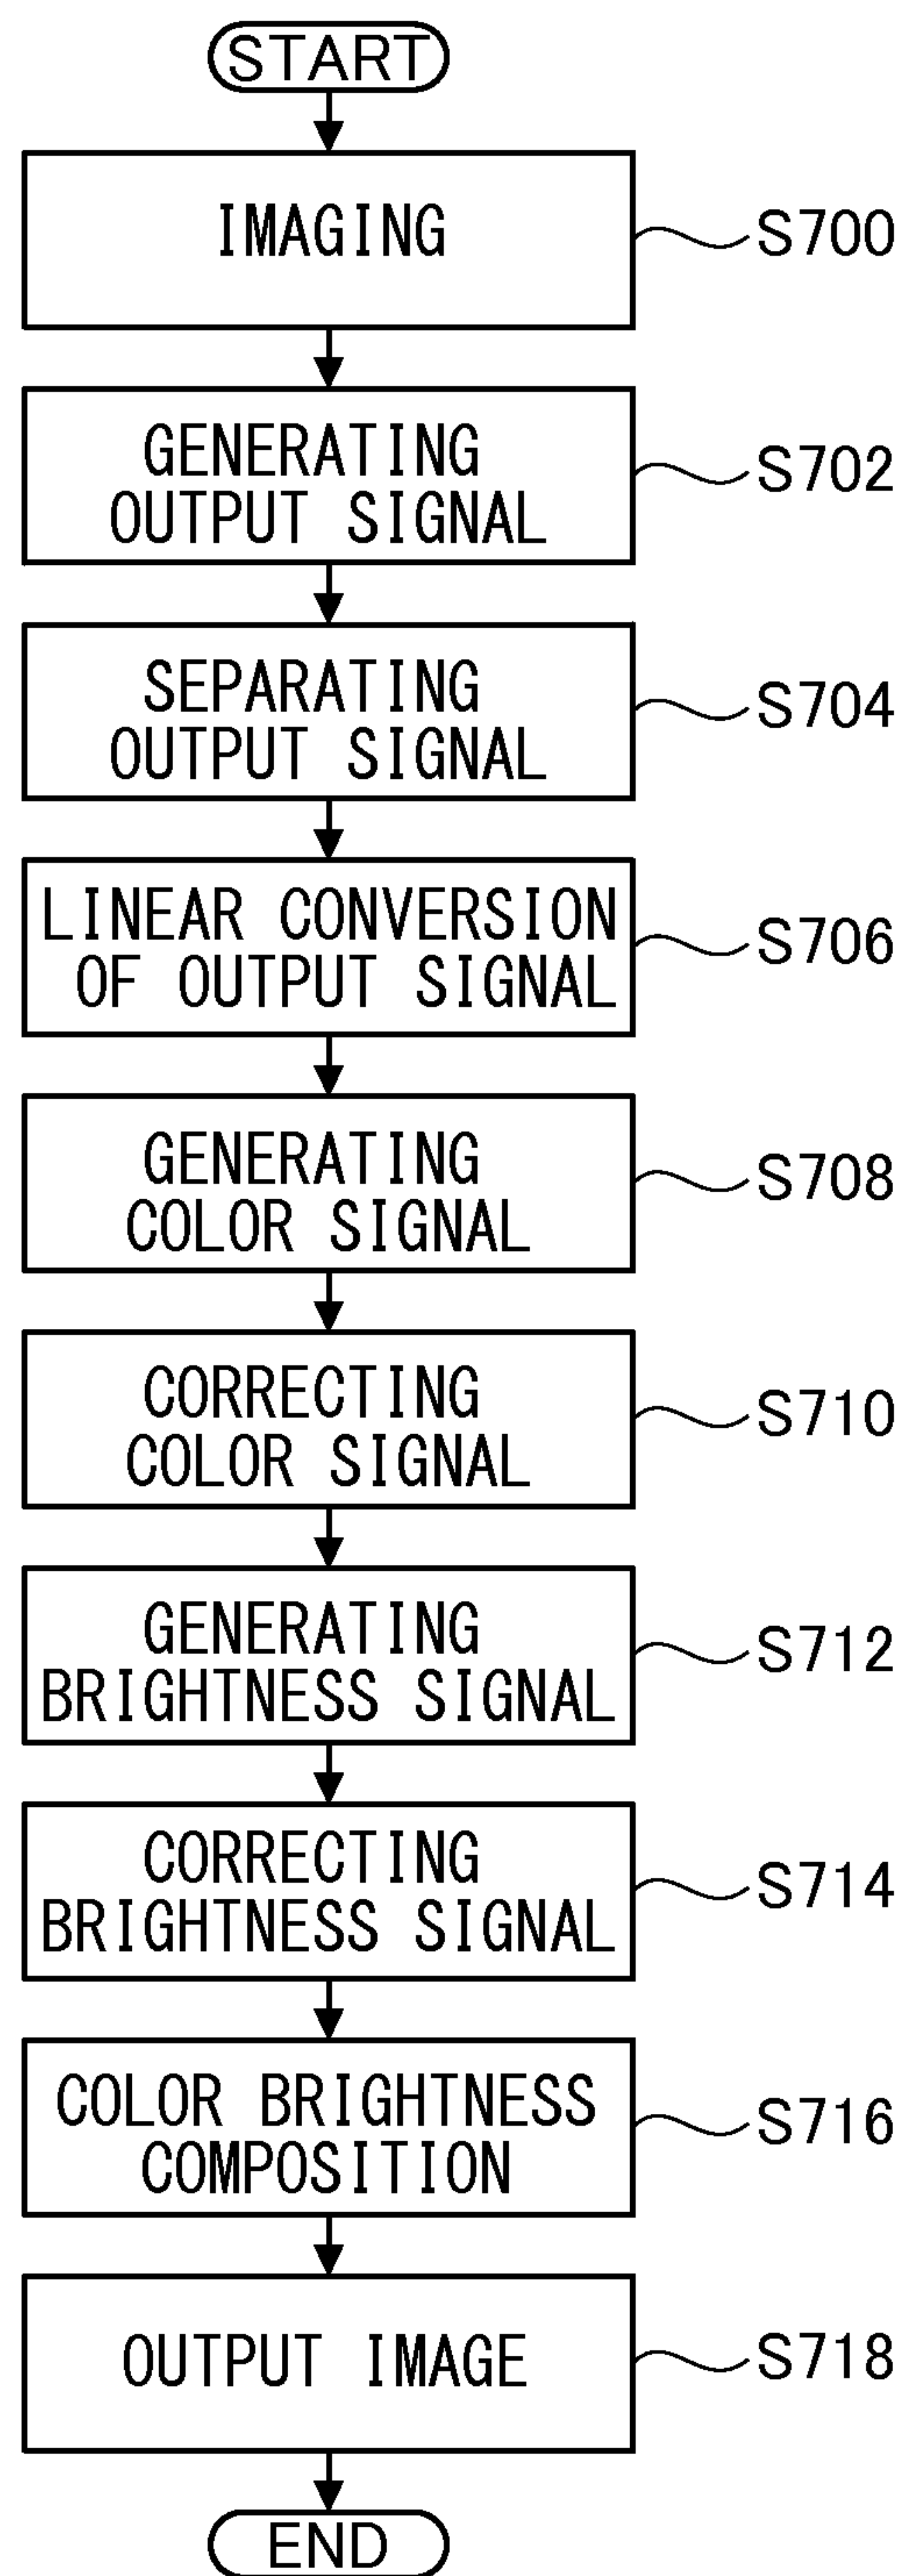 START
IMAGING
S700
GENERATING
OUTPUT SIGNAL
S702
SEPARATING
OUTPUT SIGNAL
S704
LINEAR CONVERSION
OF OUTPUT SIGNAL
S706
GENERATING
COLOR SIGNAL
S708
CORRECTING
COLOR SIGNAL
S710
GENERATING
BRIGHTNESS SIGNAL
S712
CORRECTING
BRIGHTNESS SIGNAL
S714
COLOR BRIGHTNESS
COMPOSITION
S716
OUTPUT IMAGE
S718
END